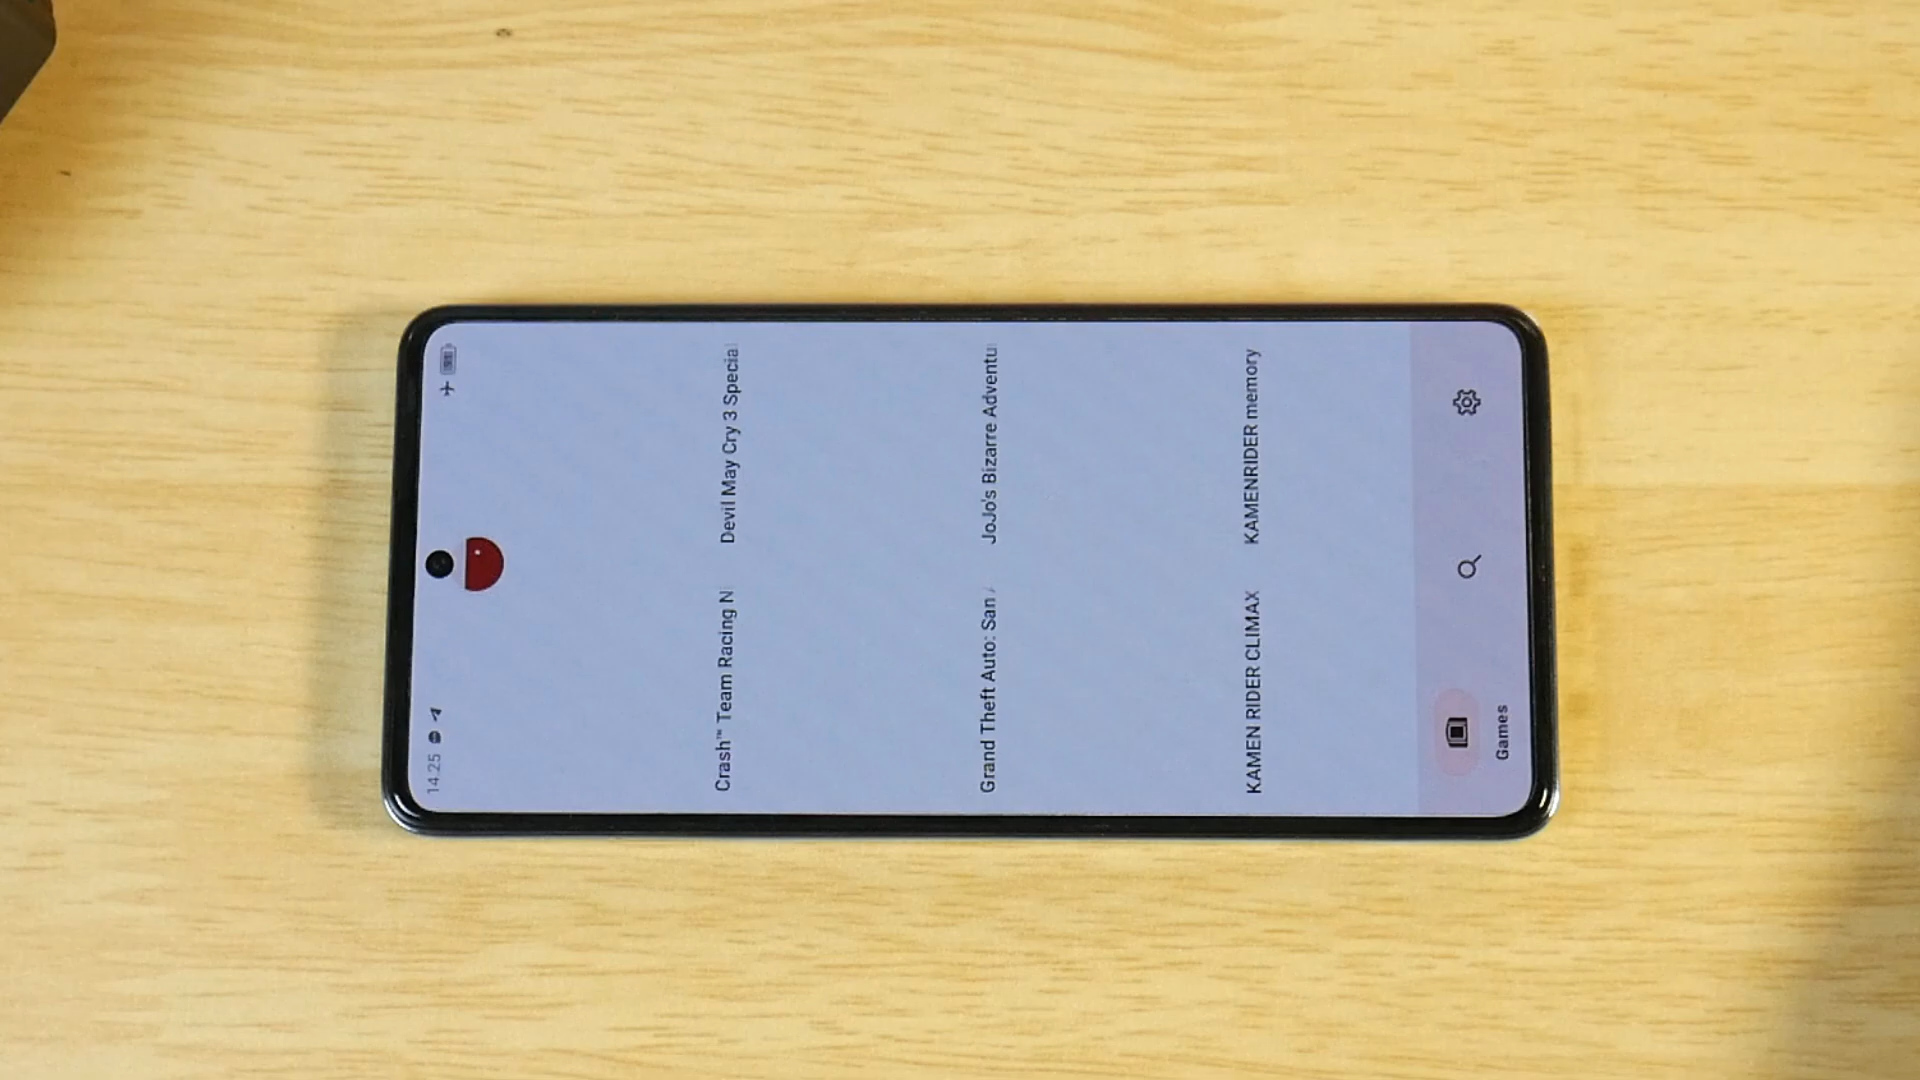 14.25
Crash™ Team Racing N
Devil May Cry 3 Special
Grand Theft Auto: San
JoJo's Bizarre Adventu
KAMEN RIDER CLIMAX
KAMENRIDER memory
Games